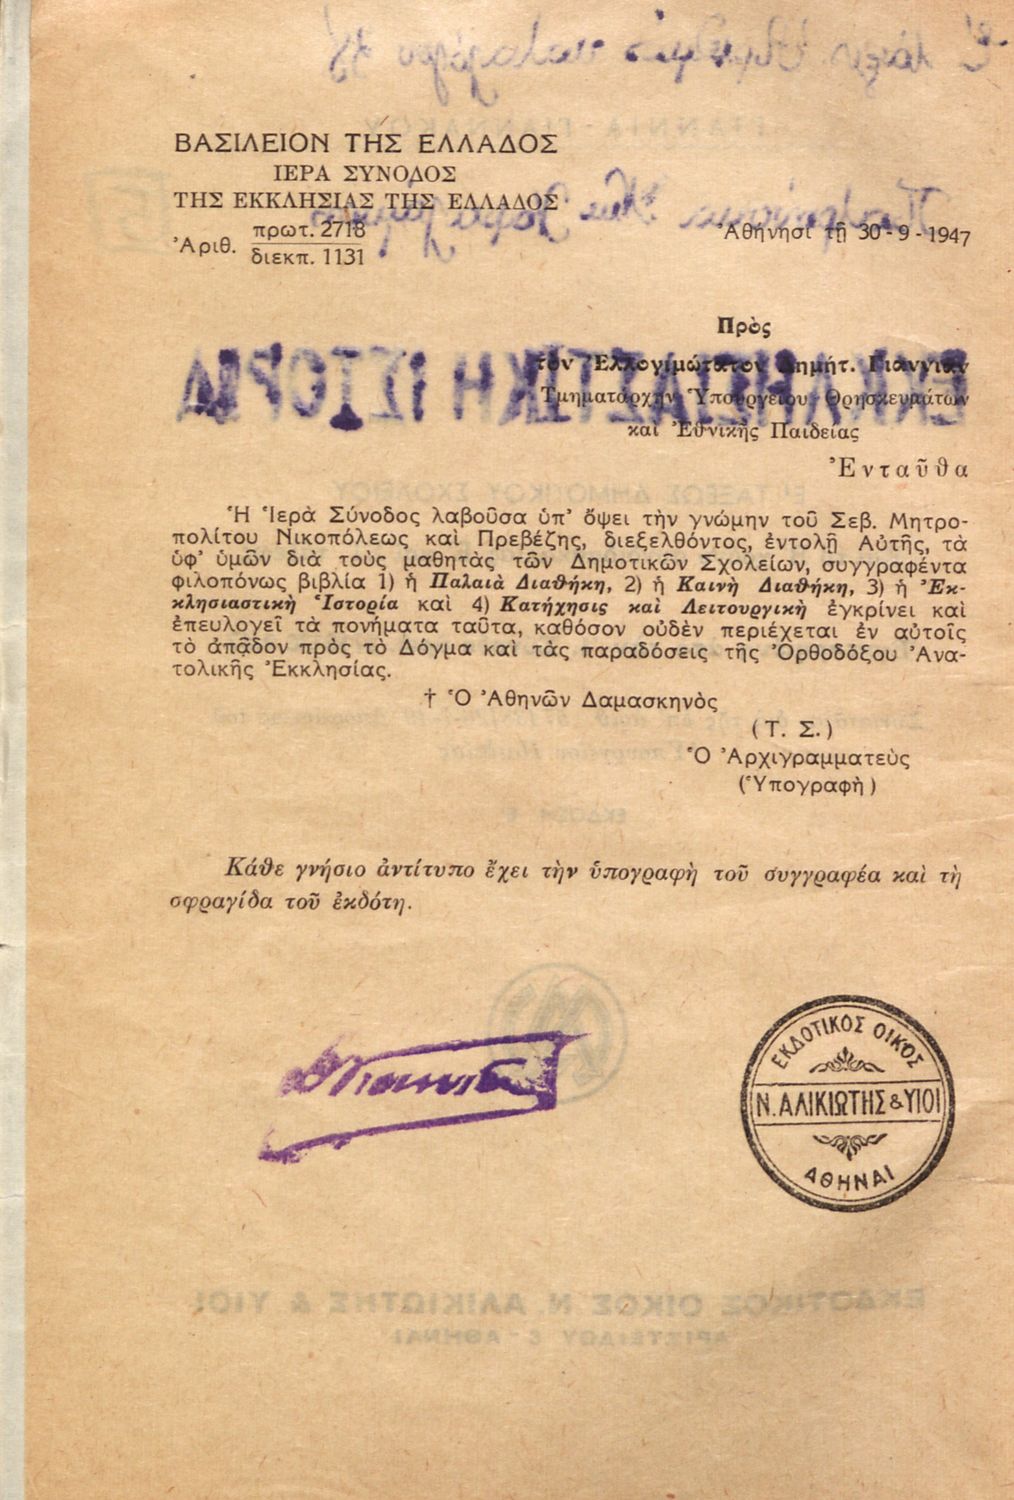 ΒΑΣΙΛΕΙΟΝ ΤΗΣ ΕΛΛΑΔΟΣ
ΙΕΡΑ ΣΥΝΟΔΟΣ
ΤΗΣ ΕΚΚΛΗΣΙΑΣ ΤΗΣ ΕΛΛΑΔΟΣ
Ἀριθ. πρωτ. 2718
διεκπ. 1131
Ἀθήνησι τῇ 30-9-1947
Πρὸς
τὸν Ἐλλογιμώτατον Δημήτ. Γιάνγιαν
Τμηματάρχην Ὑπουργείου Θρησκευμάτων
καὶ Ἐθνικῆς Παιδείας
Ἐνταῦθα
Ἡ Ἱερὰ Σύνοδος λαβοῦσα ὑπ' ὄψει τὴν γνώμην τοῦ Σεβ. Μητρο-
πολίτου Νικοπόλεως καὶ Πρεβέζης, διεξελθόντος, ἐντολῇ Αὐτῆς, τὰ
ὑφ' ὑμῶν διὰ τοὺς μαθητὰς τῶν Δημοτικῶν Σχολείων, συγγραφέντα
φιλοπόνως βιβλία 1) ἡ Παλαιὰ Διαθήκη, 2) ἡ Καινὴ Διαθήκη, 3) ἡ Ἐκ-
κλησιαστικὴ Ἱστορία καὶ 4) Κατήχησις καὶ Λειτουργικὴ ἐγκρίνει καὶ
ἐπευλογεῖ τὰ πονήματα ταῦτα, καθόσον οὐδὲν περιέχεται ἐν αὐτοῖς
τὸ ἀπᾷδον πρὸς τὸ Δόγμα καὶ τὰς παραδόσεις τῆς Ὀρθοδόξου Ἀνα-
τολικῆς Ἐκκλησίας.
† Ὁ Ἀθηνῶν Δαμασκηνὸς
(Τ. Σ.)
Ὁ Ἀρχιγραμματεὺς
(Ὑπογραφὴ)
Κάθε γνήσιο ἀντίτυπο ἔχει τὴν ὑπογραφὴ τοῦ συγγραφέα καὶ τὴ
σφραγίδα τοῦ ἐκδότη.
ΕΚΔΟΤΙΚΟΣ ΟΙΚΟΣ
Ν. ΑΛΙΚΙΩΤΗΣ & ΥΙΟΙ
ΑΘΗΝΑΙ